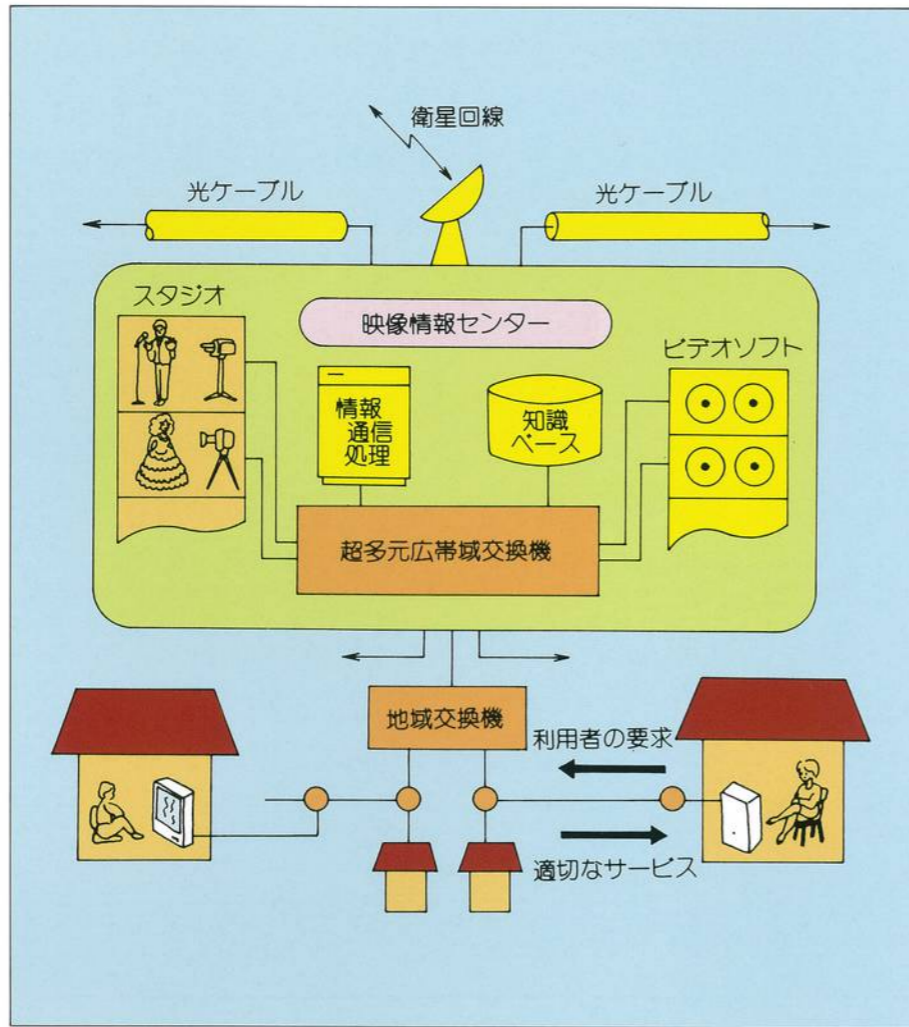 衛星回線
光ケーブル
光ケーブル
スタジオ
映像情報センター
ビデオソフト
情報
通信
処理
知識
ベース
超多元広帯域交換機
地域交換機
利用者の要求
適切なサービス